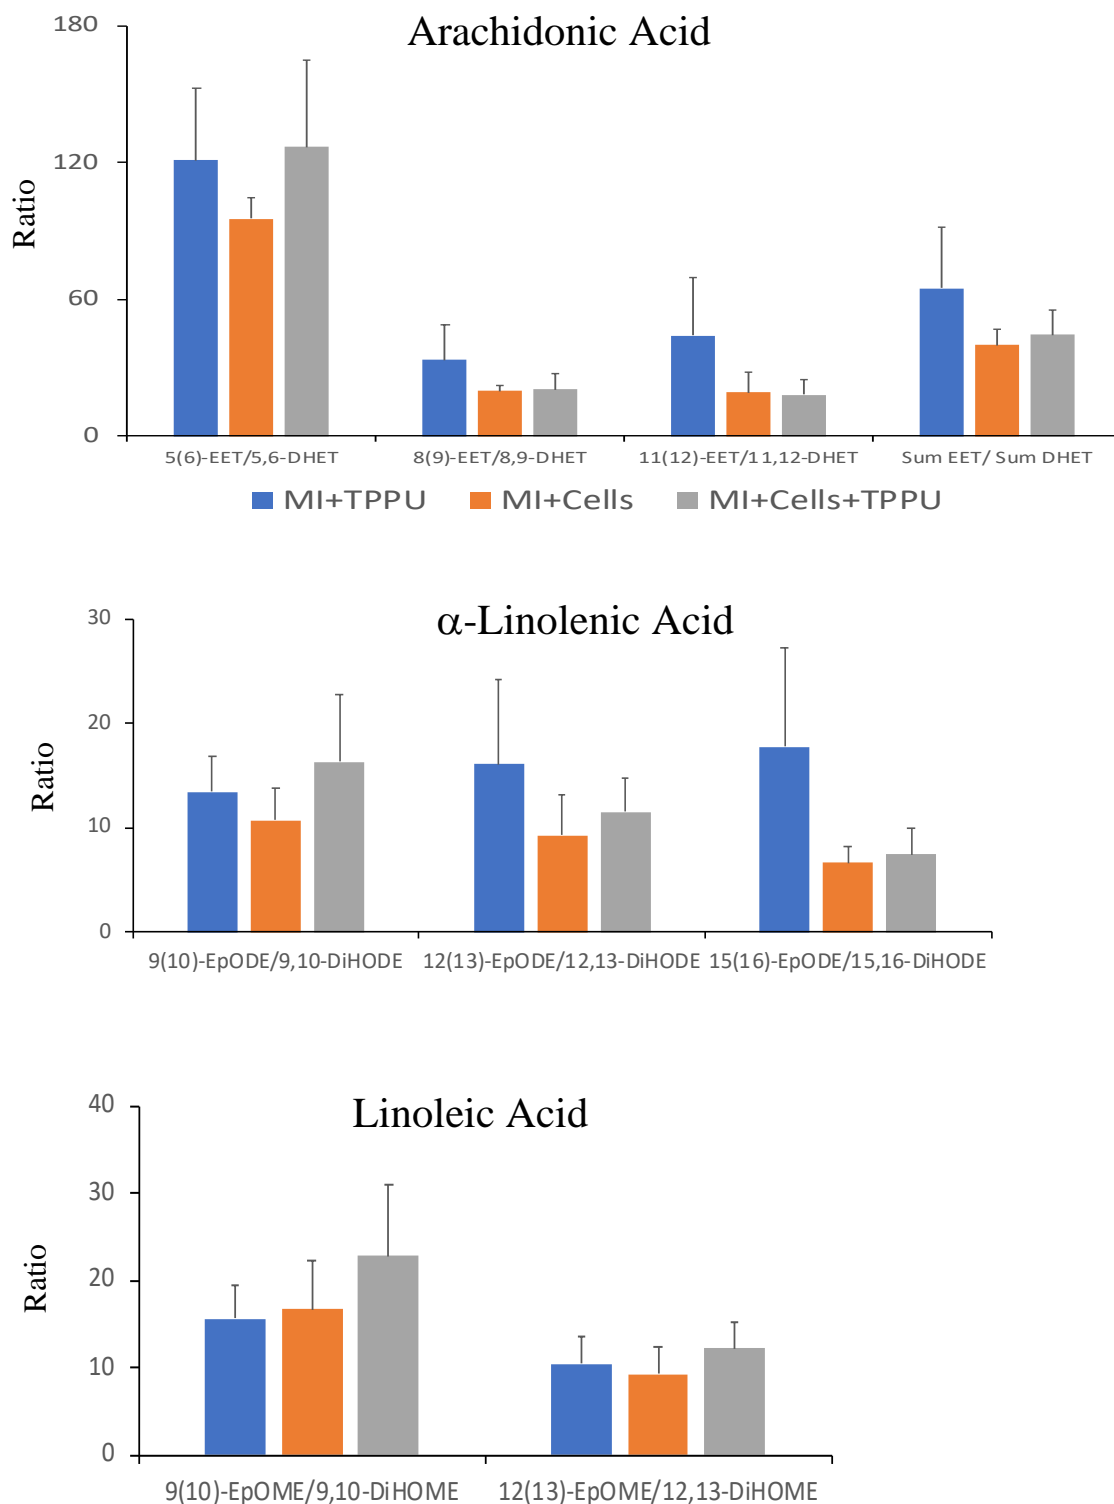 Arachidonic Acid
Ratio
180
120
60
0
5(6)-EET/5,6-DHET 8(9)-EET/8,9-DHET 11(12)-EET/11,12-DHET Sum EET/ Sum DHET
MI+TPPU MI+Cells MI+Cells+TPPU
α-Linolenic Acid
Ratio
30
20
10
0
9(10)-EpODE/9,10-DiHODE 12(13)-EpODE/12,13-DiHODE 15(16)-EpODE/15,16-DiHODE
Linoleic Acid
Ratio
40
30
20
10
0
9(10)-EpOME/9,10-DiHOME 12(13)-EpOME/12,13-DiHOME